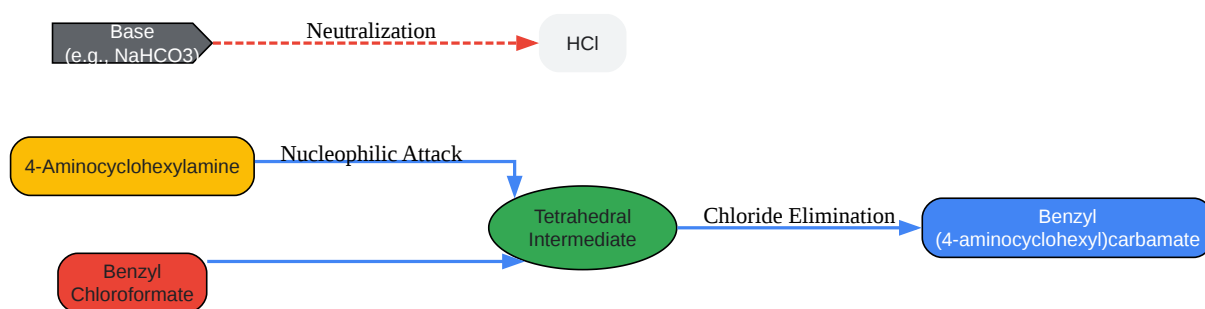 Base
(e.g., NaHCO3)
Neutralization
HCl
4-Aminocyclohexylamine
Nucleophilic Attack
Tetrahedral
Intermediate
Chloride Elimination
Benzyl
(4-aminocyclohexyl)carbamate
Benzyl
Chloroformate